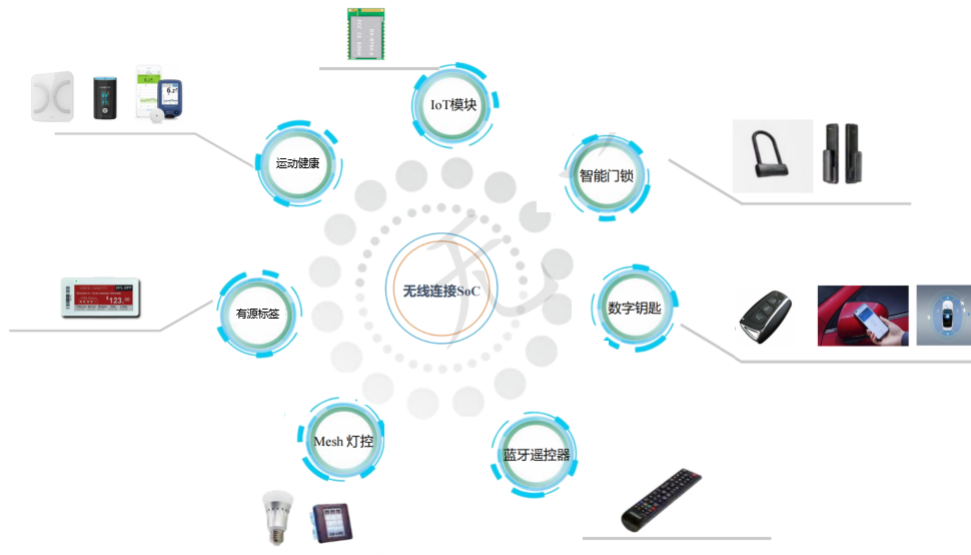 IoT模块
运动健康
智能门锁
无线连接SoC
有源标签
数字钥匙
Mesh 灯控
蓝牙遥控器